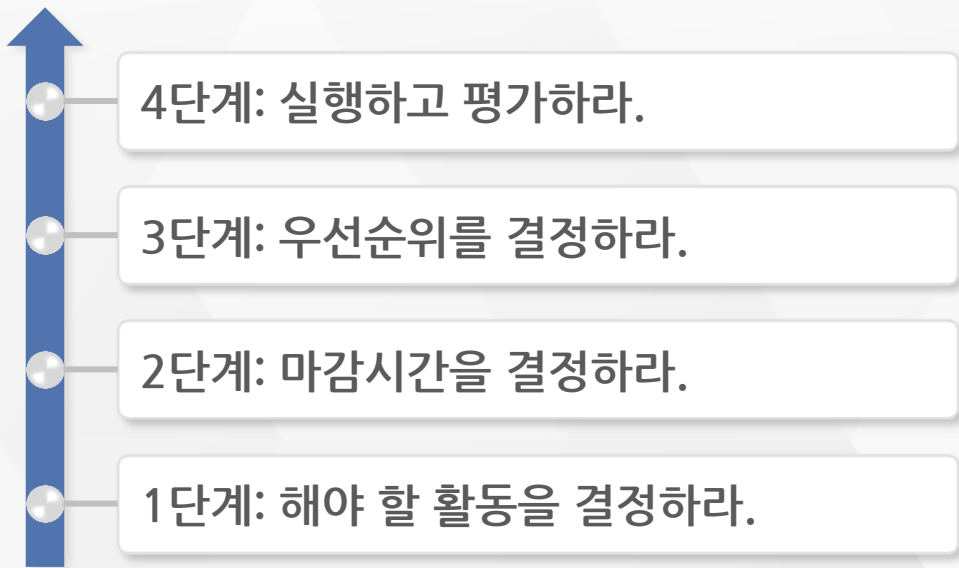 4단계: 실행하고 평가하라.
3단계: 우선순위를 결정하라.
2단계: 마감시간을 결정하라.
1단계: 해야 할 활동을 결정하라.